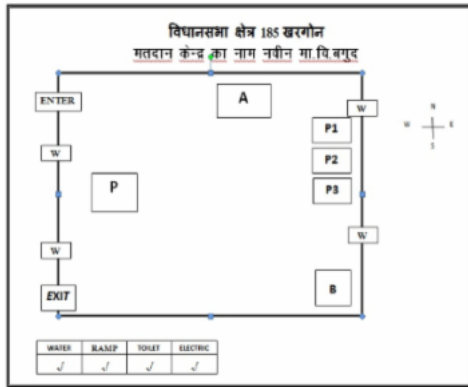 विधानसभा क्षेत्र 185 खरगोन
मतदान केन्द्र का नाम नवीन मा.वि.बगुद
ENTER
A
W
N
W E
S
P1
W
P2
P
P3
W
W
B
EXIT
WATER RAMP TOILET ELECTRIC
√ √ √ √